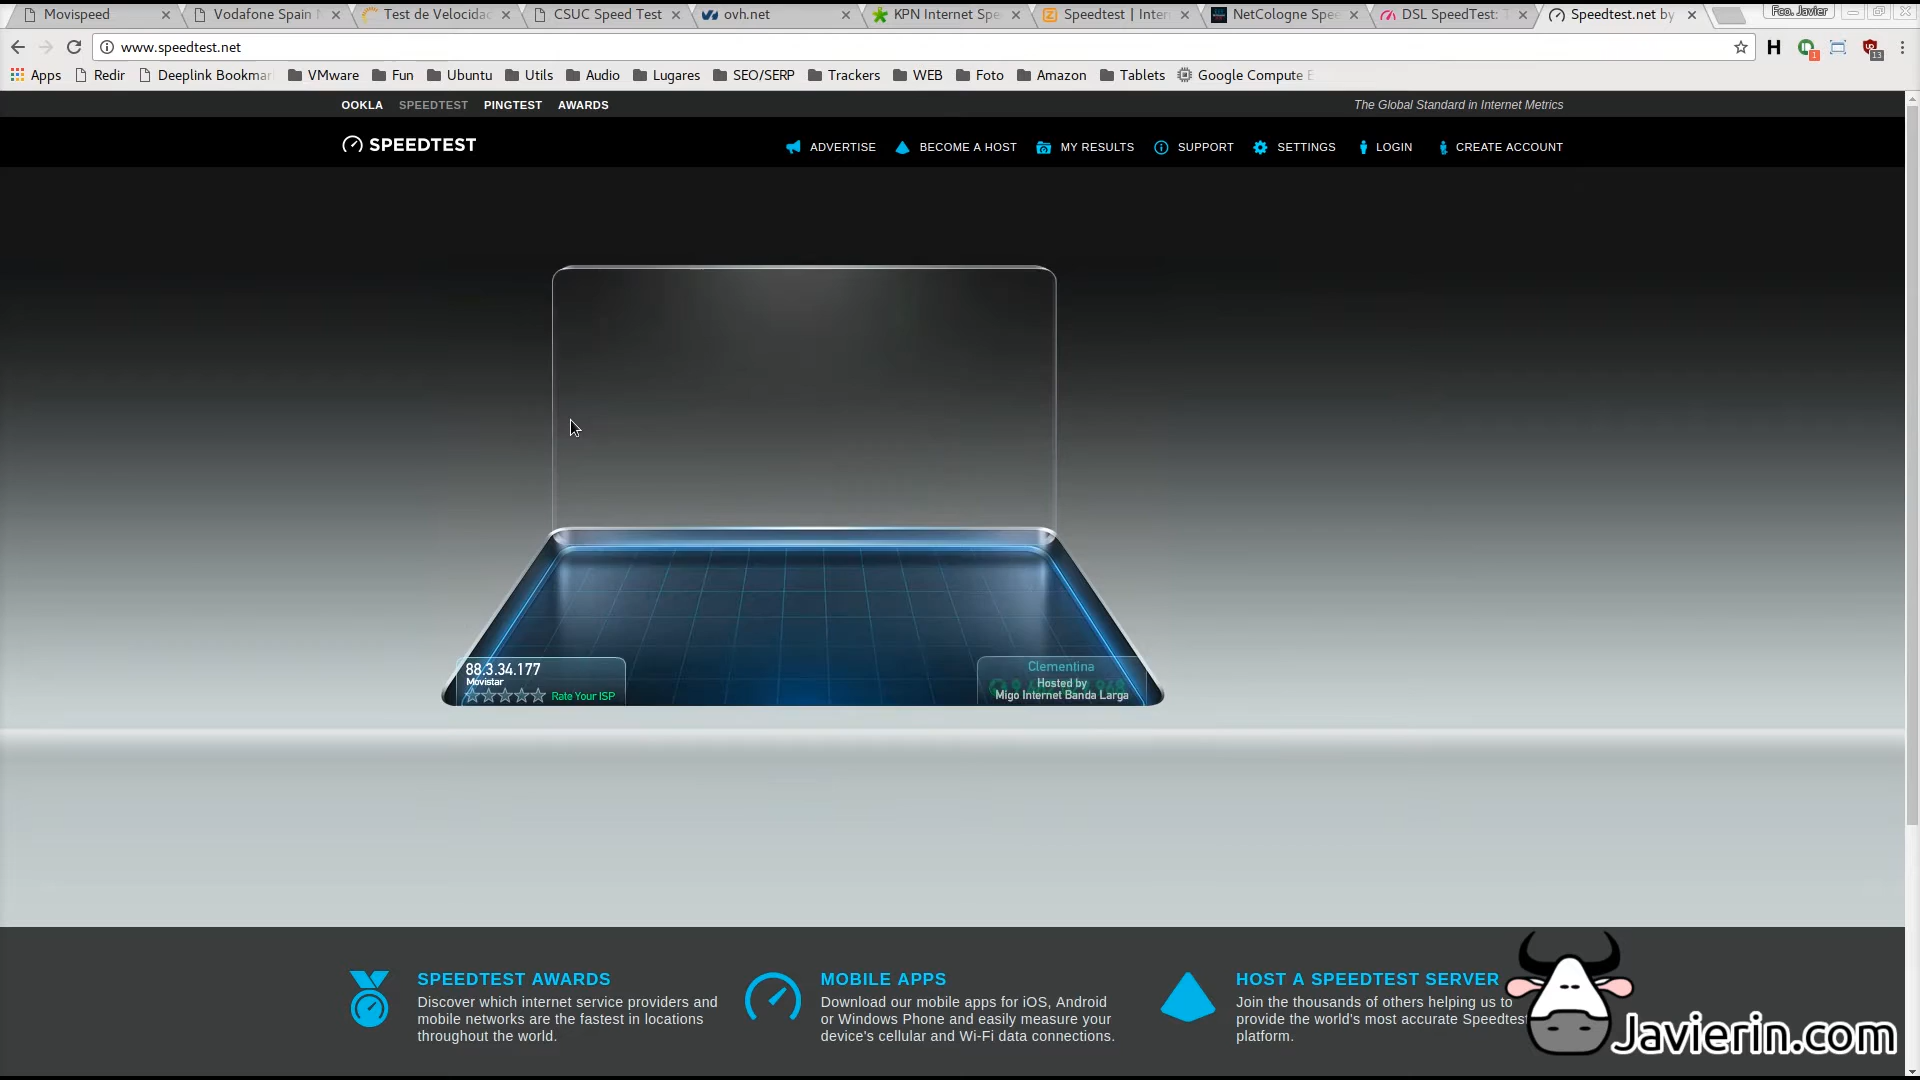 Movispeed
Vodafone Spain
Test de Velocidad
CSUC Speed Test
ovh.net
KPN Internet Spe
Speedtest | Inter
NetCologne Spee
DSL SpeedTest: T
Speedtest.net by
Fco. Javier
www.speedtest.net
Apps
Redir
Deeplink Bookmar
VMware
Fun
Ubuntu
Utils
Audio
Lugares
SEO/SERP
Trackers
WEB
Foto
Amazon
Tablets
Google Compute E
OOKLA SPEEDTEST PINGTEST AWARDS
The Global Standard in Internet Metrics
SPEEDTEST
ADVERTISE
BECOME A HOST
MY RESULTS
SUPPORT
SETTINGS
LOGIN
CREATE ACCOUNT
88.3.34.177
Movistar
Rate Your ISP
Clementina
Hosted by
Migo Internet Banda Larga
SPEEDTEST AWARDS
Discover which internet service providers and
mobile networks are the fastest in locations
throughout the world.
MOBILE APPS
Download our mobile apps for iOS, Android
or Windows Phone and easily measure your
device's cellular and Wi-Fi data connections.
HOST A SPEEDTEST SERVER
Join the thousands of others helping us to
provide the world's most accurate Speedtest
platform.
Javierin.com